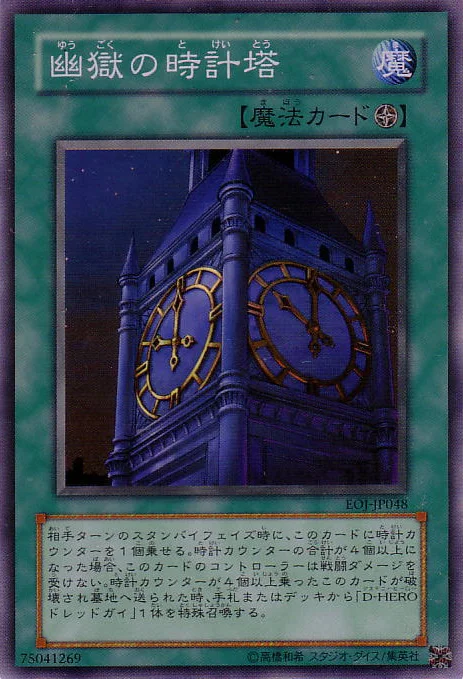 幽獄の時計塔
魔
【魔法カード】
EOJ-JP048
相手ターンのスタンバイフェイズ時に、このカードに時計カ
ウンターを１個乗せる。時計カウンターの合計が４個以上に
なった場合、このカードのコントローラーは戦闘ダメージを
受けない。時計カウンターが４個以上乗ったこのカードが破
壊され墓地へ送られた時、手札またはデッキから「D-HERO
ドレッドガイ」１体を特殊召喚する。
75041269
©高橋和希 スタジオ・ダイス/集英社